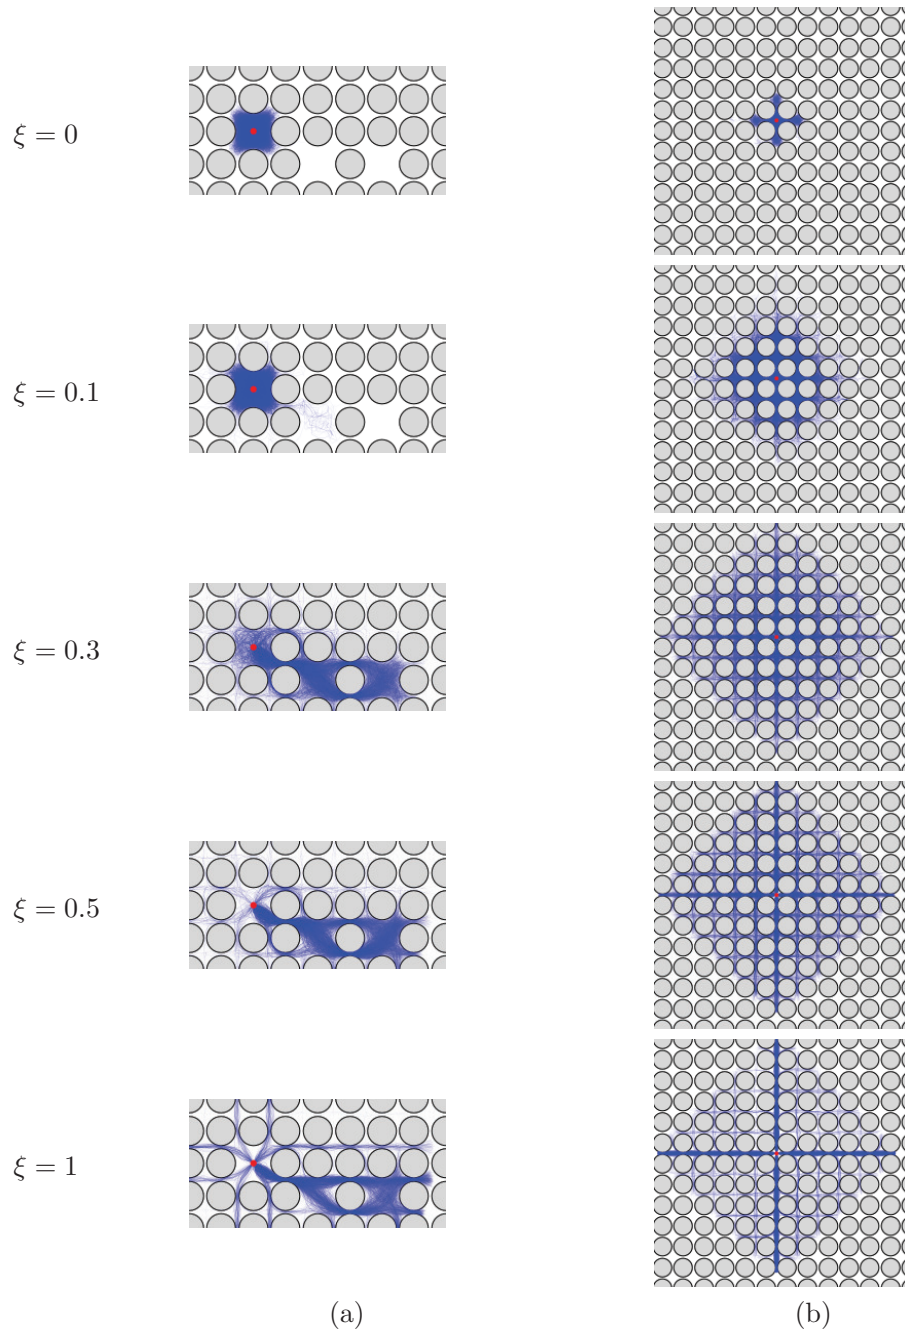 ξ = 0
ξ = 0.1
ξ = 0.3
ξ = 0.5
ξ = 1
(a) (b)